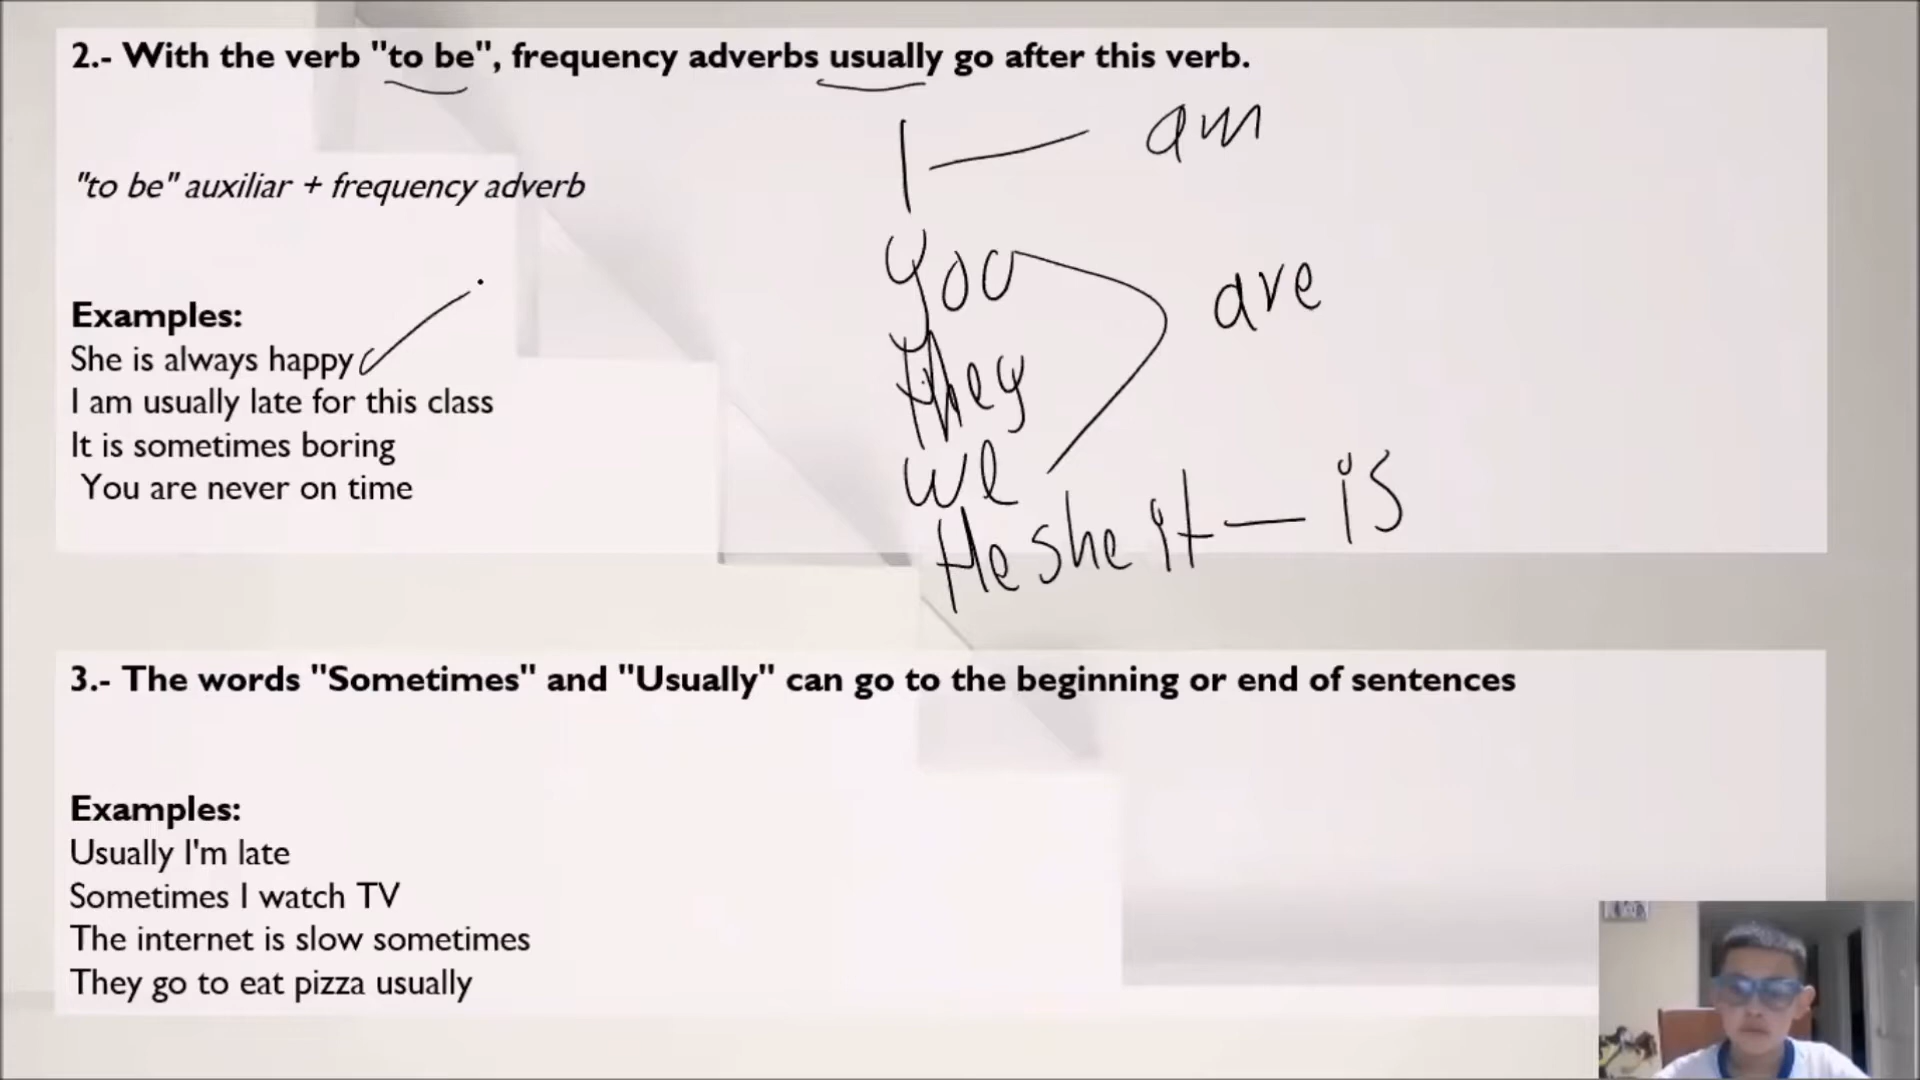 2.- With the verb "to be", frequency adverbs usually go after this verb.
I — am
"to be" auxiliar + frequency adverb
you
are
Examples:
She is always happy
they
I am usually late for this class
It is sometimes boring
we
You are never on time
He she it — is
3.- The words "Sometimes" and "Usually" can go to the beginning or end of sentences
Examples:
Usually I'm late
Sometimes I watch TV
The internet is slow sometimes
They go to eat pizza usually